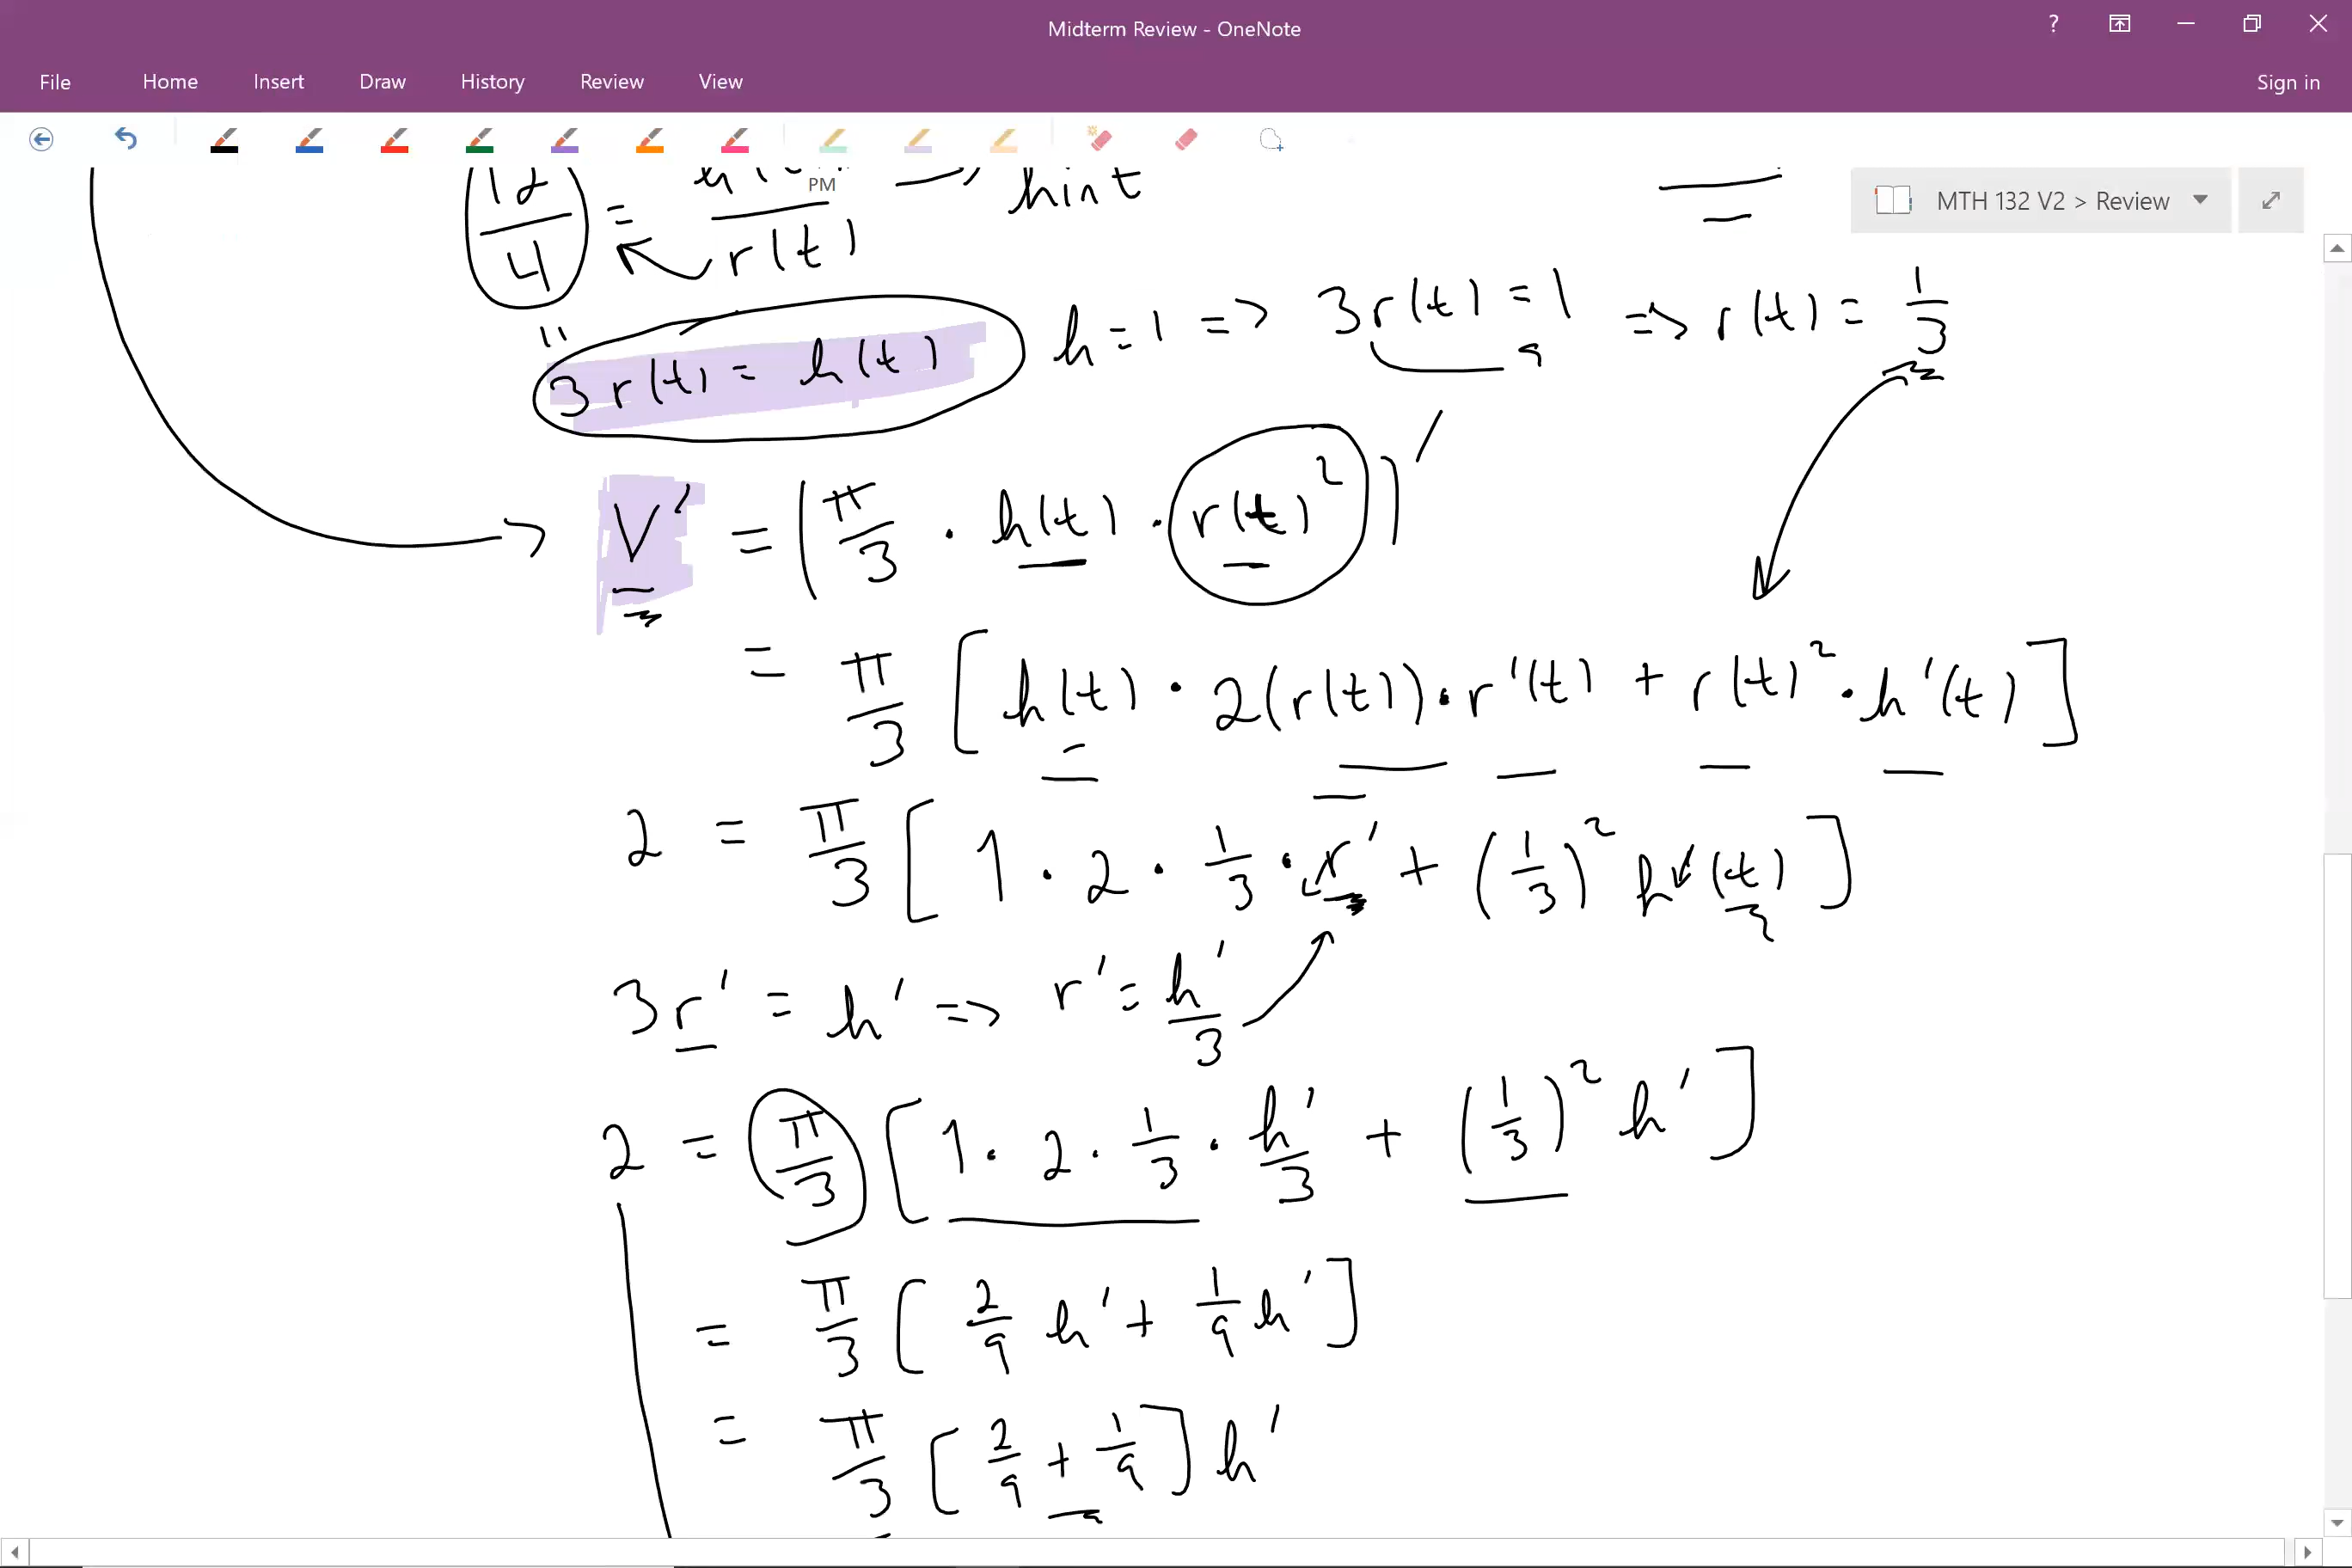 Midterm Review - OneNote
?
File Home Insert Draw History Review View Sign in
PM
MTH 132 V2 > Review
12/4 = /r(t) → hint
3r(t) = h(t)
h = 1 => 3r(t) = 1 => r(t) = 1/3
V' = (π/3 · h(t) · r(t)²)'
= π/3 [h(t) · 2(r(t)) · r'(t) + r(t)² · h'(t)]
2 = π/3 [1 · 2 · 1/3 · r' + (1/3)² h'(t)]
3r' = h' => r' = h'/3
2 = π/3 [1 · 2 · 1/3 · h'/3 + (1/3)² h']
= π/3 [2/9 h' + 1/9 h']
= π/3 [2/9 + 1/9] h'